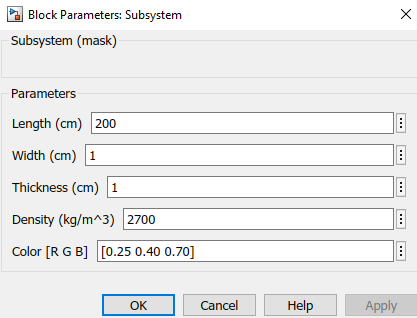 Block Parameters: Subsystem
Subsystem (mask)
Parameters
Length (cm) 200
Width (cm) 1
Thickness (cm) 1
Density (kg/m^3) 2700
Color [R G B] [0.25 0.40 0.70]
OK Cancel Help Apply